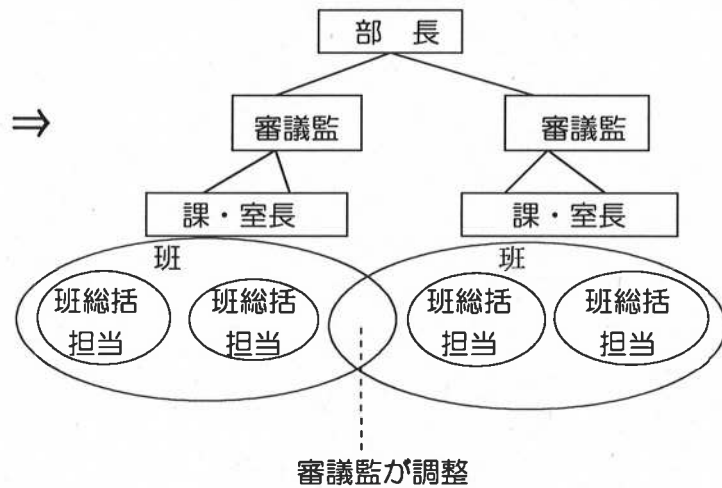 部　長
⇒
審議監　審議監
課・室長　課・室長
班　班
班総括　班総括　班総括　班総括
担当　担当　担当　担当
審議監が調整